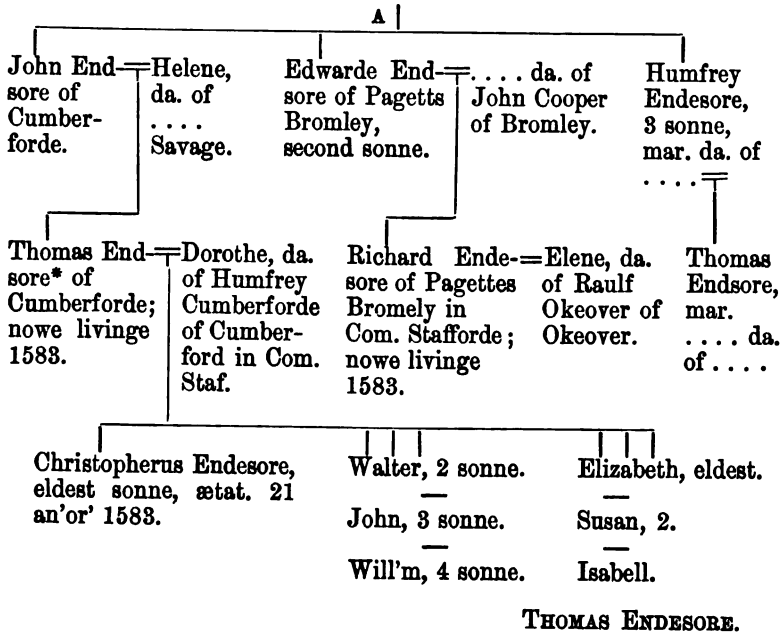 A
John End-
sore of
Cumber-
forde.
Helene,
da. of
. . . .
Savage.
Edwarde End-
sore of Pagetts
Bromley,
second sonne.
. . . . da. of
John Cooper
of Bromley.
Humfrey
Endesore,
3 sonne,
mar. da. of
. . . .
Thomas End-
sore* of
Cumberforde;
nowe livinge
1583.
Dorothe, da.
of Humfrey
Cumberforde
of Cumber-
ford in Com.
Staf.
Richard Ende-
sore of Pagettes
Bromely in
Com. Stafforde;
nowe livinge
1583.
Elene, da.
of Raulf
Okeover of
Okeover.
Thomas
Endsore,
mar.
. . . . da.
of . . . .
Christopherus Endesore,
eldest sonne, ætat. 21
an'or' 1583.
Walter, 2 sonne.
John, 3 sonne.
Will'm, 4 sonne.
Elizabeth, eldest.
Susan, 2.
Isabell.
THOMAS ENDESORE.